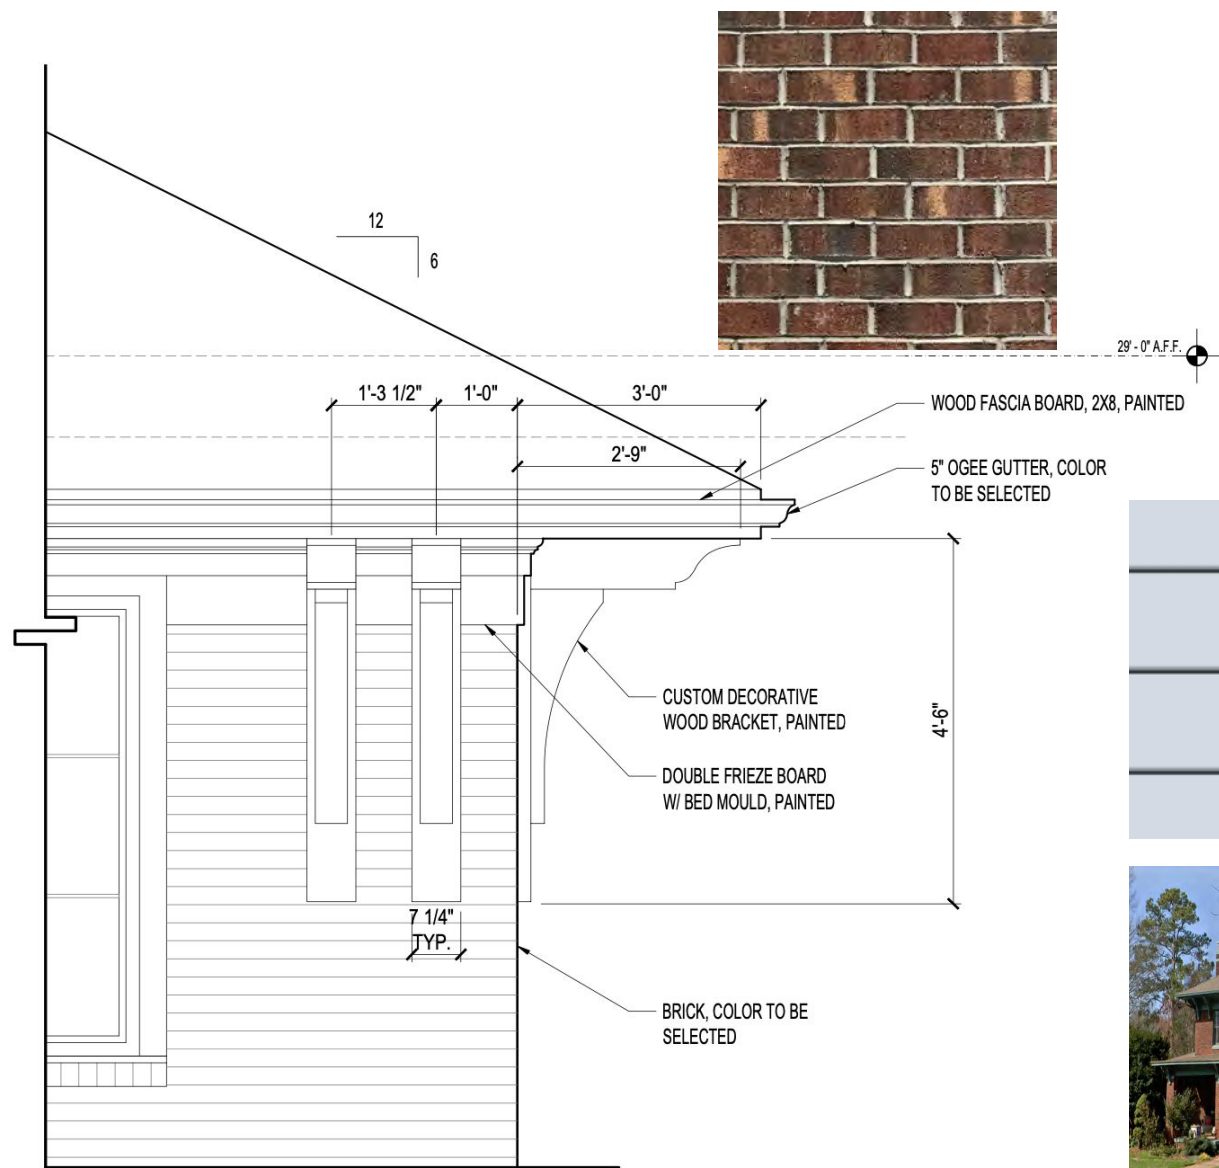 12
6
29' - 0" A.F.F.
1'-3 1/2"
1'-0"
3'-0"
WOOD FASCIA BOARD, 2X8, PAINTED
2'-9"
5" OGEE GUTTER, COLOR
TO BE SELECTED
CUSTOM DECORATIVE
WOOD BRACKET, PAINTED
4'-6"
DOUBLE FRIEZE BOARD
W/ BED MOULD, PAINTED
7 1/4"
TYP.
BRICK, COLOR TO BE
SELECTED